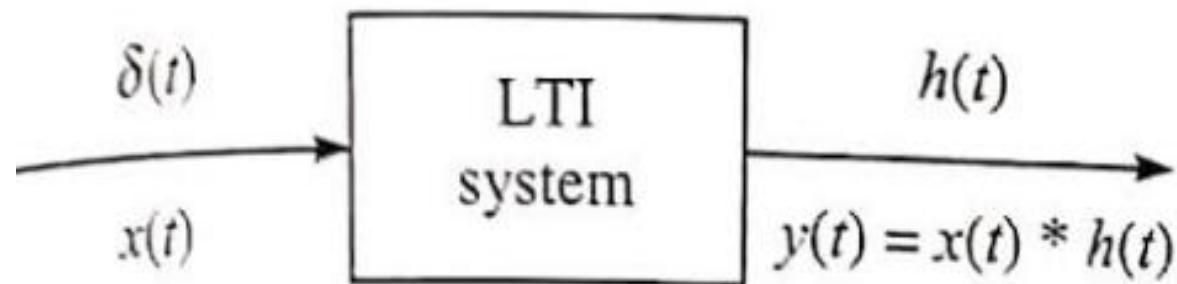 δ(t)
x(t)
LTI
system
h(t)
y(t) = x(t) * h(t)